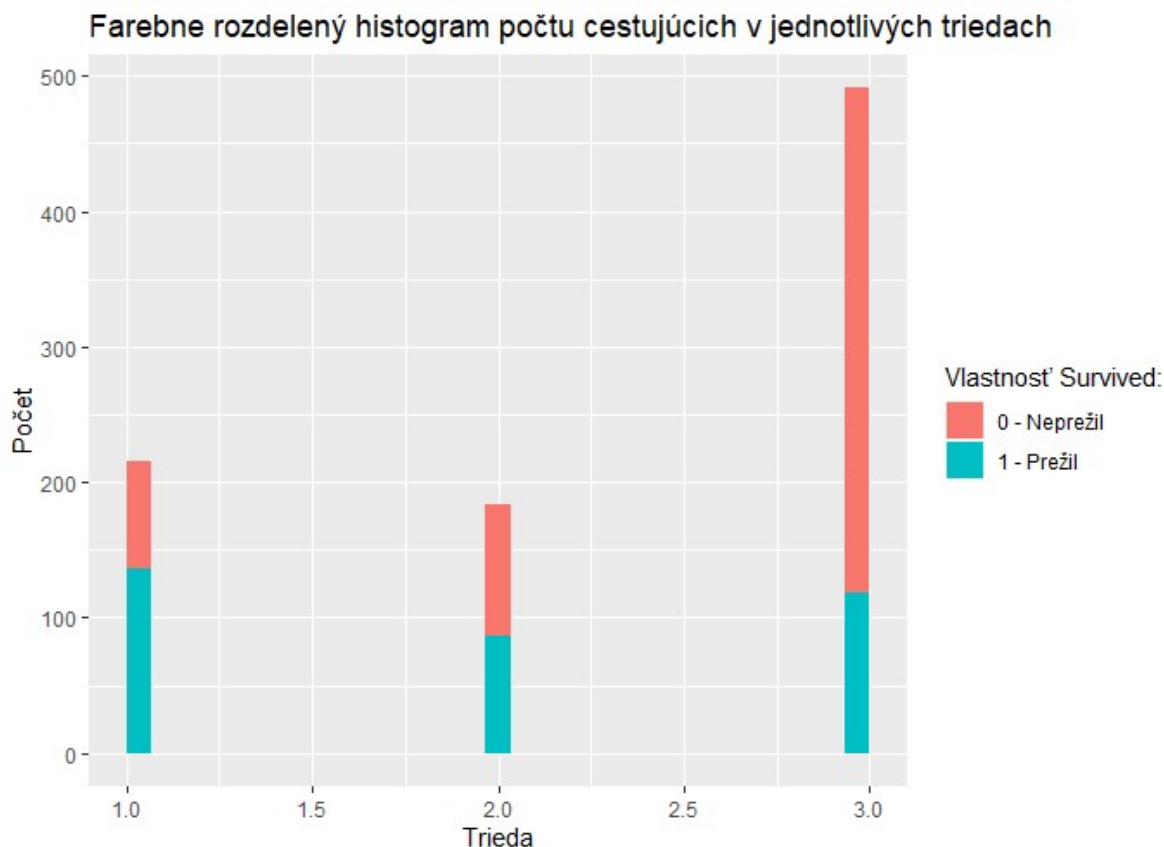 Farebne rozdelený histogram počtu cestujúcich v jednotlivých triedach
500
400
300
200
100
0
Počet
1.0
1.5
2.0
2.5
3.0
Trieda
Vlastnosť Survived:
0 - Neprežil
1 - Prežil